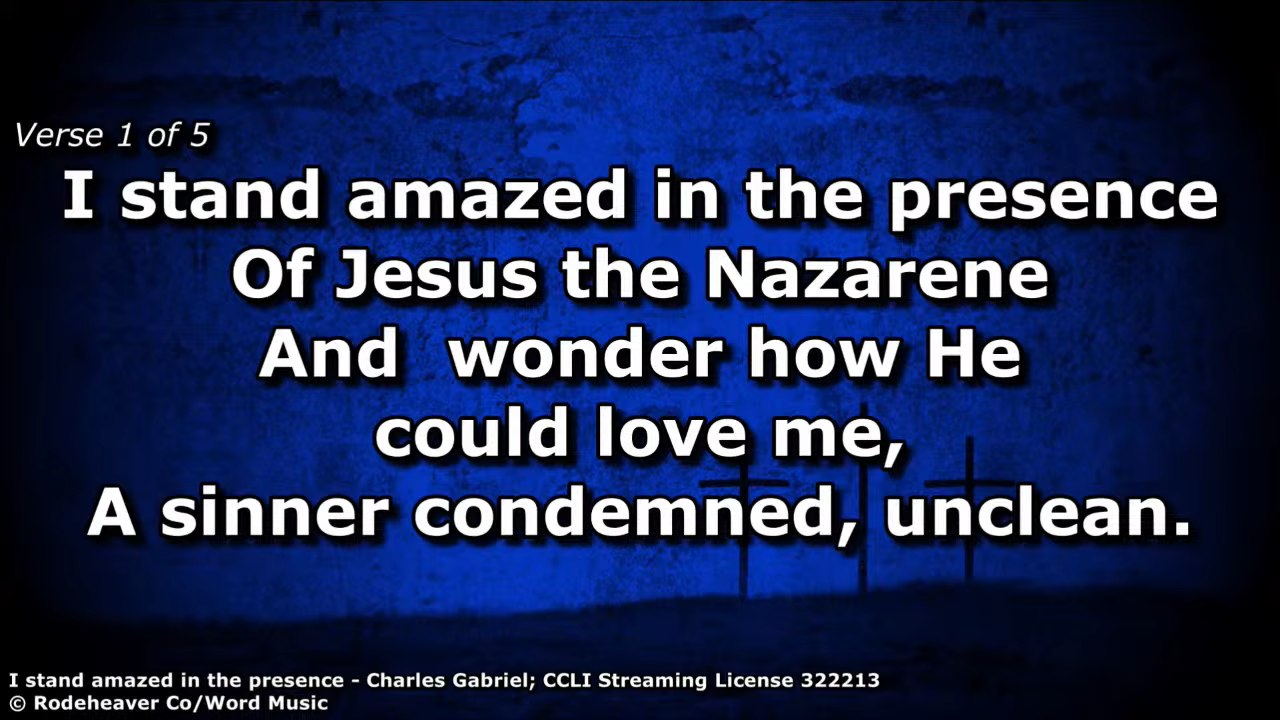 Verse 1 of 5
I stand amazed in the presence
Of Jesus the Nazarene
And  wonder how He
could love me,
A sinner condemned, unclean.
I stand amazed in the presence - Charles Gabriel; CCLI Streaming License 322213
© Rodeheaver Co/Word Music